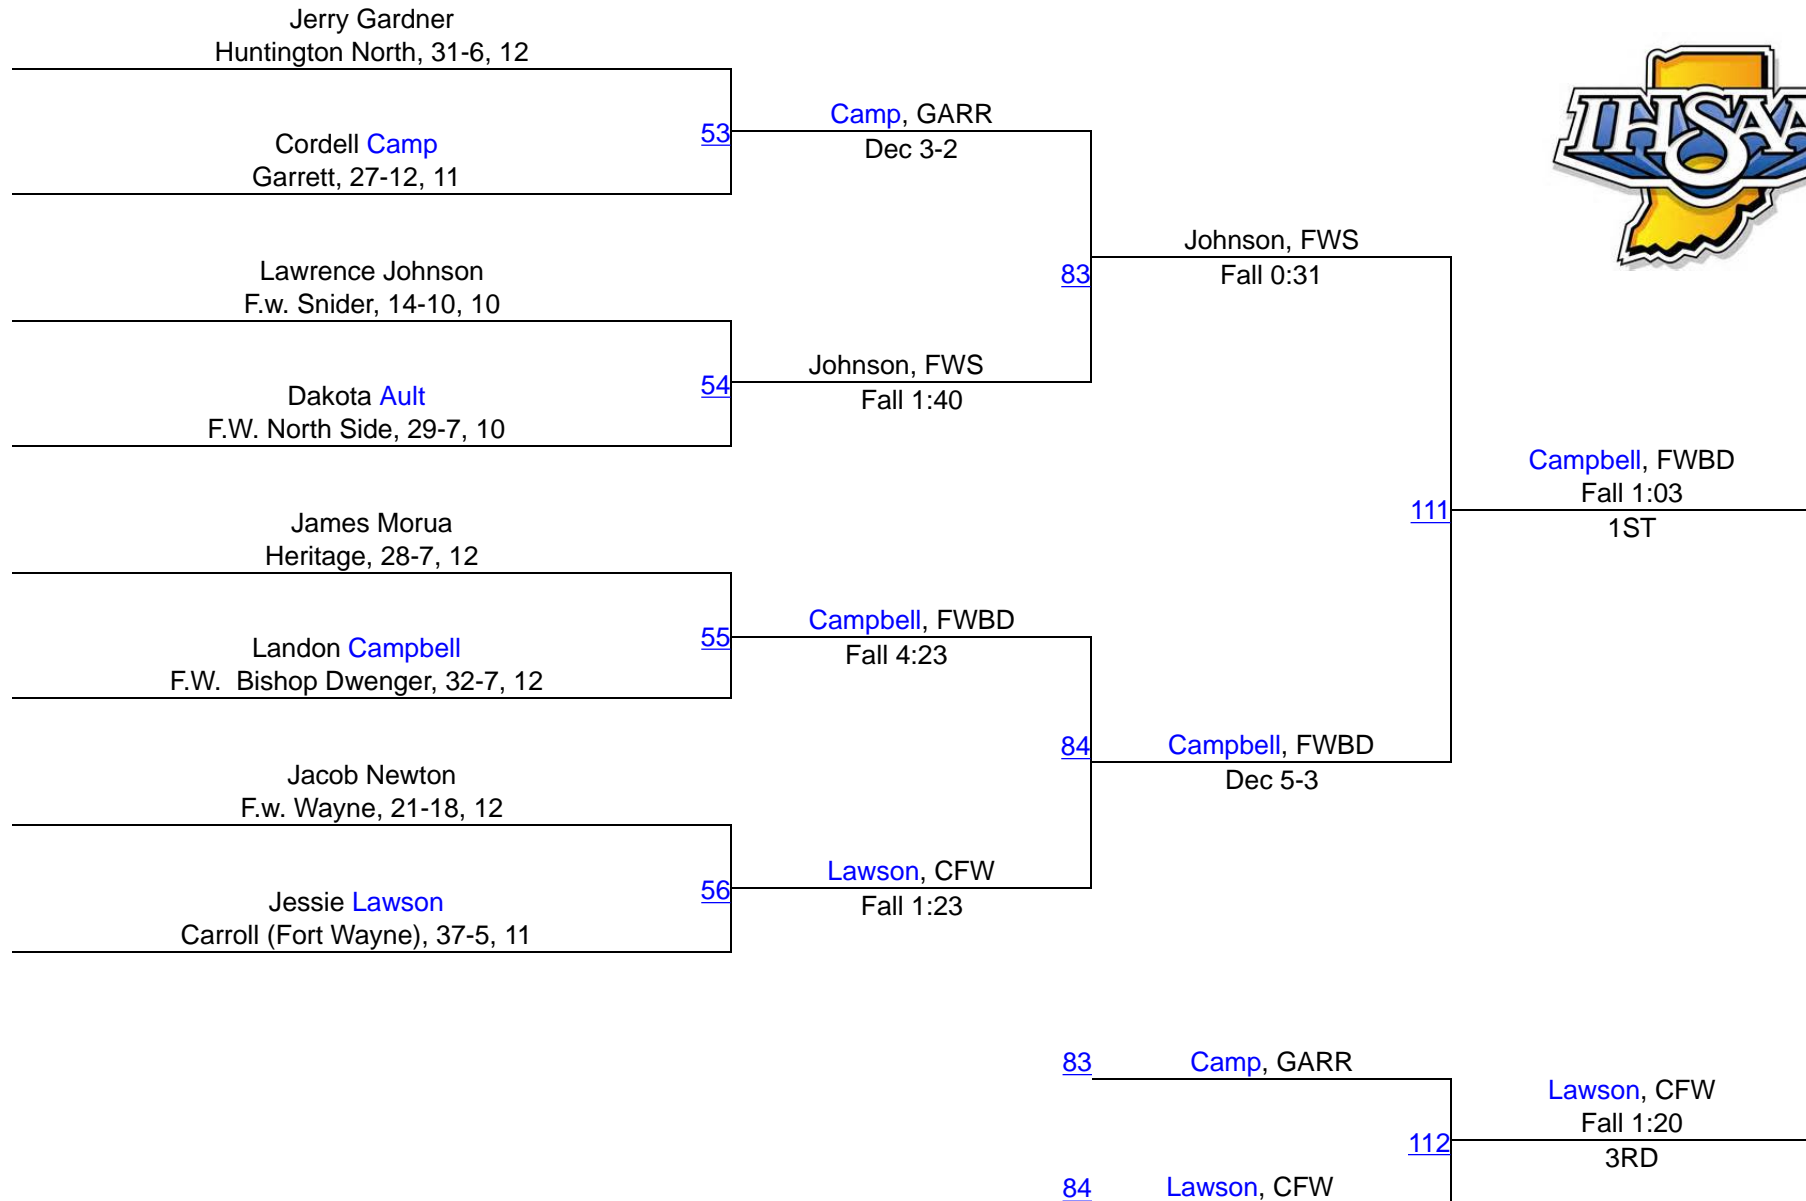 Jerry Gardner
Huntington North, 31-6, 12
Cordell Camp
Garrett, 27-12, 11
53
Camp, GARR
Dec 3-2
Lawrence Johnson
F.w. Snider, 14-10, 10
Dakota Ault
F.W. North Side, 29-7, 10
54
Johnson, FWS
Fall 1:40
83
Johnson, FWS
Fall 0:31
IHSAA
James Morua
Heritage, 28-7, 12
Landon Campbell
F.W.  Bishop Dwenger, 32-7, 12
55
Campbell, FWBD
Fall 4:23
Jacob Newton
F.w. Wayne, 21-18, 12
Jessie Lawson
Carroll (Fort Wayne), 37-5, 11
56
Lawson, CFW
Fall 1:23
84
Campbell, FWBD
Dec 5-3
111
Campbell, FWBD
Fall 1:03
1ST
83
Camp, GARR
84
Lawson, CFW
112
Lawson, CFW
Fall 1:20
3RD